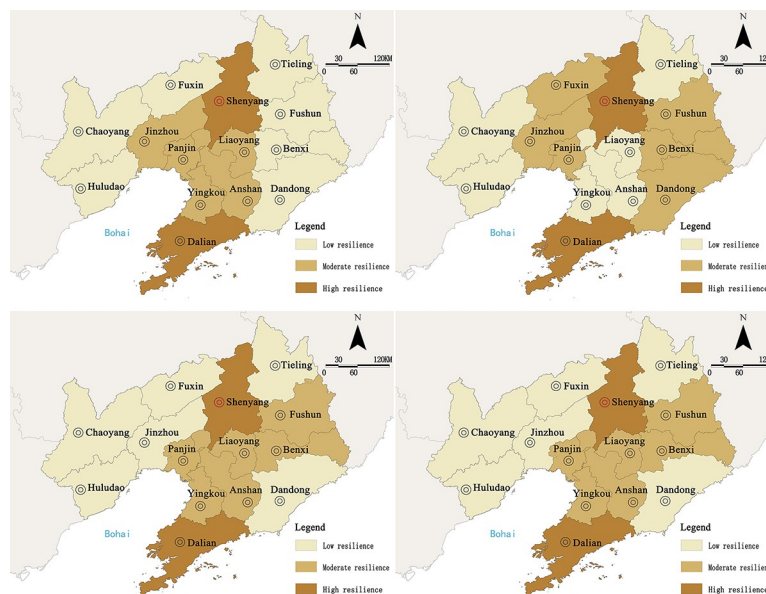 N
30 120KM
0 60
Tieling
Fuxin
Shenyang
Fushun
Chaoyang
Jinzhou
Liaoyang
Panjin
Benxi
Huludao
Yingkou
Anshan
Dandong
Bohai
Dalian
Legend
Low resilience
Moderate resilience
High resilience
N
30
0 60
Tieling
Fuxin
Shenyang
Fushun
Chaoyang
Jinzhou
Liaoyang
Panjin
Benxi
Huludao
Yingkou
Anshan
Dandong
Bohai
Dalian
Legend
Low resilience
Moderate resilience
High resilience
N
30 120KM
0 60
Tieling
Fuxin
Shenyang
Fushun
Chaoyang
Jinzhou
Liaoyang
Panjin
Benxi
Huludao
Yingkou
Anshan
Dandong
Bohai
Dalian
Legend
Low resilience
Moderate resilience
High resilience
N
30
0 60
Tieling
Fuxin
Shenyang
Fushun
Chaoyang
Jinzhou
Liaoyang
Panjin
Benxi
Huludao
Yingkou
Anshan
Dandong
Bohai
Dalian
Legend
Low resilience
Moderate resilience
High resilience